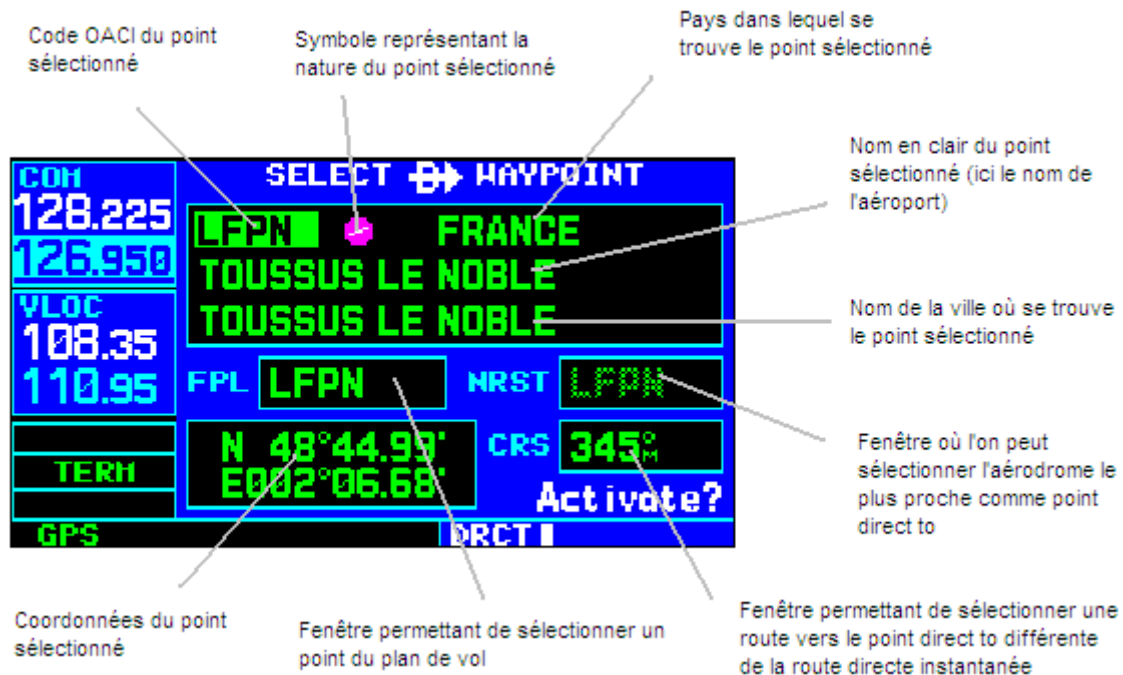 Code OACI du point
sélectionné
Symbole représentant la
nature du point sélectionné
Pays dans lequel se
trouve le point sélectionné
Nom en clair du point
sélectionné (ici le nom de
l'aéroport)
Nom de la ville où se trouve
le point sélectionné
COM
128.225
126.950
VLOC
108.35
110.95
TERM
GPS
SELECT D WAYPOINT
LFPN FRANCE
TOUSSUS LE NOBLE
TOUSSUS LE NOBLE
FPL LFPN NRST LFPN
N 48°44.99'
E002°06.68'
CRS 345°M
Activate?
DRCT
Fenêtre où l'on peut
sélectionner l'aérodrome le
plus proche comme point
direct to
Coordonnées du point
sélectionné
Fenêtre permettant de sélectionner un
point du plan de vol
Fenêtre permettant de sélectionner une
route vers le point direct to différente
de la route directe instantanée